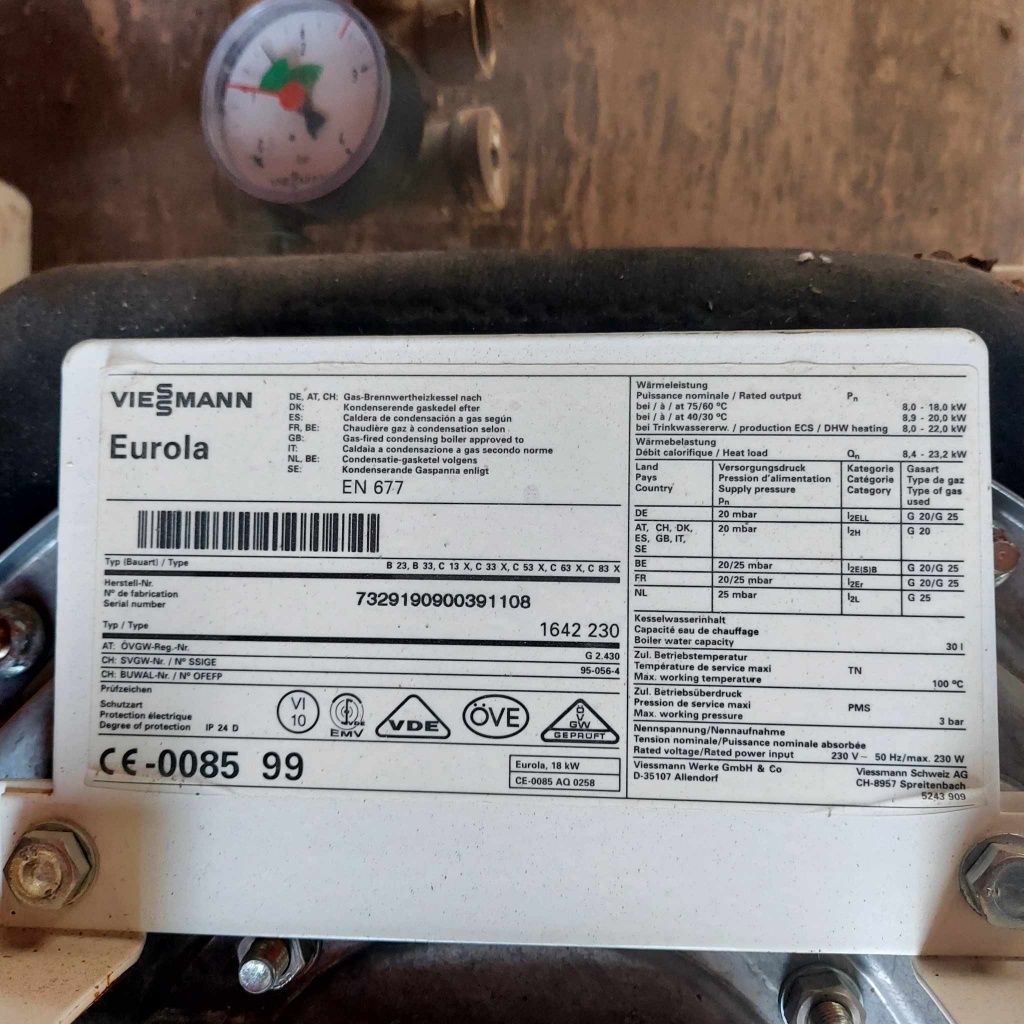 VIESSMANN
Eurola
DE, AT, CH: Gas-Brennwertheizkessel nach
DK: Kondenserende gaskedel efter
ES: Caldera de condensación a gas según
FR, BE: Chaudière gaz à condensation selon
GB: Gas-fired condensing boiler approved to
IT: Caldaia a condensazione a gas secondo norme
NL, BE: Condensatie-gasketel volgens
SE: Kondenserande Gaspanna enligt
EN 677
Typ (Bauart) / Type B 23, B 33, C 13 X, C 33 X, C 53 X, C 63 X, C 83 X
Herstell-Nr.
N° de fabrication
Serial number
7329190900391108
Typ / Type 1642 230
AT: ÖVGW-Reg.-Nr. G 2.430
CH: SVGW-Nr. / N° SSIGE 95-056-4
CH: BUWAL-Nr. / N° OFEFP
Prüfzeichen
Schutzart
Protection électrique
Degree of protection IP 24 D
VI
10
VDE
EMV
VDE
ÖVE
DVGW
GEPRÜFT
CE-0085 99
Eurola, 18 kW
CE-0085 AQ 0258
Wärmeleistung
Puissance nominale / Rated output Pn
bei / à / at 75/60 °C 8,0 - 18,0 kW
bei / à / at 40/30 °C 8,9 - 20,0 kW
bei Trinkwassererw. / production ECS / DHW heating 8,0 - 22,0 kW
Wärmebelastung
Débit calorifique / Heat load Qn 8,4 - 23,2 kW
Land
Pays
Country
Versorgungsdruck
Pression d'alimentation
Supply pressure
Pn
Kategorie
Catégorie
Category
Gasart
Type de gaz
Type of gas
used
DE 20 mbar I2ELL G 20/G 25
AT, CH, DK, 20 mbar I2H G 20
ES, GB, IT,
SE
BE 20/25 mbar I2E(S)B G 20/G 25
FR 20/25 mbar I2Er G 20/G 25
NL 25 mbar I2L G 25
Kesselwasserinhalt
Capacité eau de chauffage
Boiler water capacity 30 l
Zul. Betriebstemperatur
Température de service maxi TN
Max. working temperature 100 °C
Zul. Betriebsüberdruck
Pression de service maxi PMS
Max. working pressure 3 bar
Nennspannung/Nennaufnahme
Tension nominale/Puissance nominale absorbée
Rated voltage/Rated power input 230 V~ 50 Hz/max. 230 W
Viessmann Werke GmbH & Co
D-35107 Allendorf
Viessmann Schweiz AG
CH-8957 Spreitenbach
5243 909